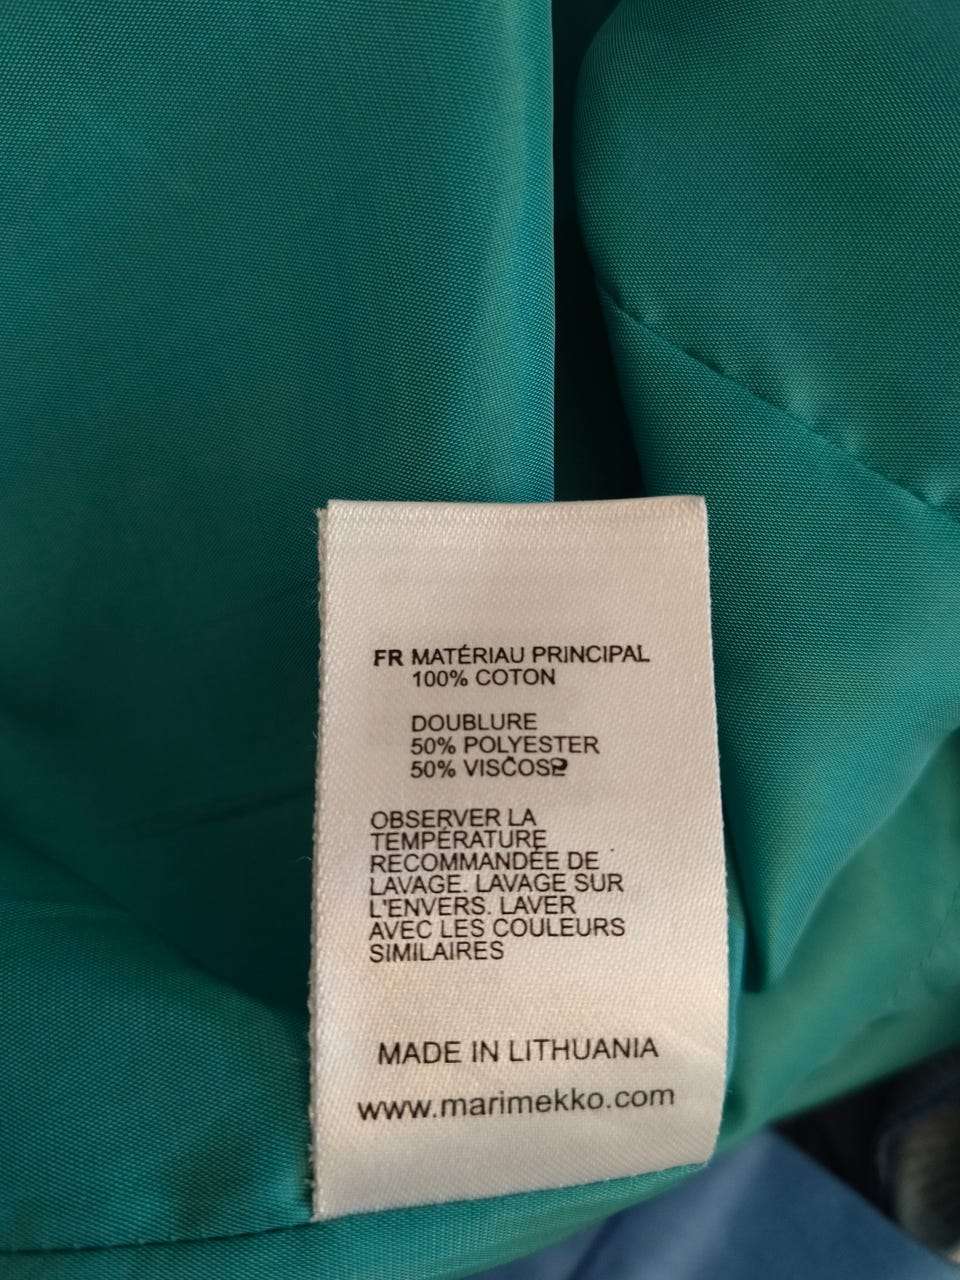 FR MATÉRIAU PRINCIPAL
100% COTON
DOUBLURE
50% POLYESTER
50% VISCOSE
OBSERVER LA
TEMPÉRATURE
RECOMMANDÉE DE
LAVAGE. LAVAGE SUR
L'ENVERS. LAVER
AVEC LES COULEURS
SIMILAIRES
MADE IN LITHUANIA
www.marimekko.com